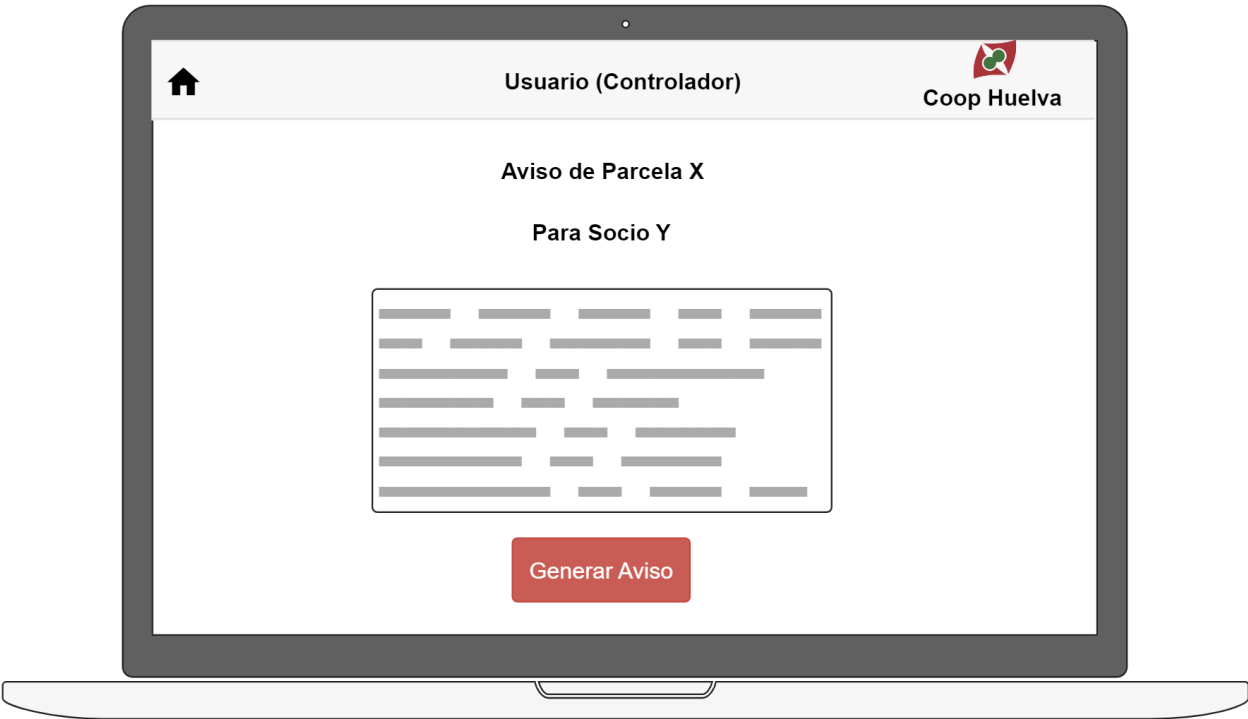 Usuario (Controlador)
Coop Huelva
Aviso de Parcela X
Para Socio Y
Generar Aviso